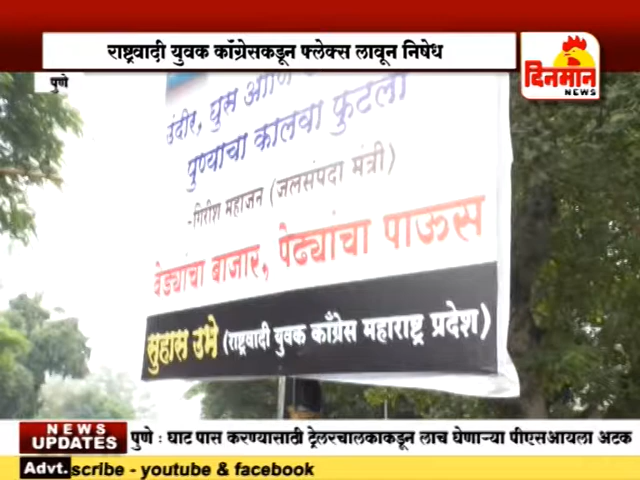 राष्ट्रवादी युवक काँग्रेसकडून फ्लेक्स लावून निषेध
दिनमान
NEWS
पुणे
उंदीर, घुस आणि
पुण्याचा कालवा फुटला
-गिरीश महाजन (जलसंपदा मंत्री)
वेड्यांचा बाजार, पेढ्यांचा पाऊस
सुहास उभे (राष्ट्रवादी युवक काँग्रेस महाराष्ट्र प्रदेश)
NEWS
UPDATES
पुणे : घाट पास करण्यासाठी ट्रेलरचालकाकडून लाच घेणाऱ्या पीएसआयला अटक
Advt.
scribe - youtube & facebook